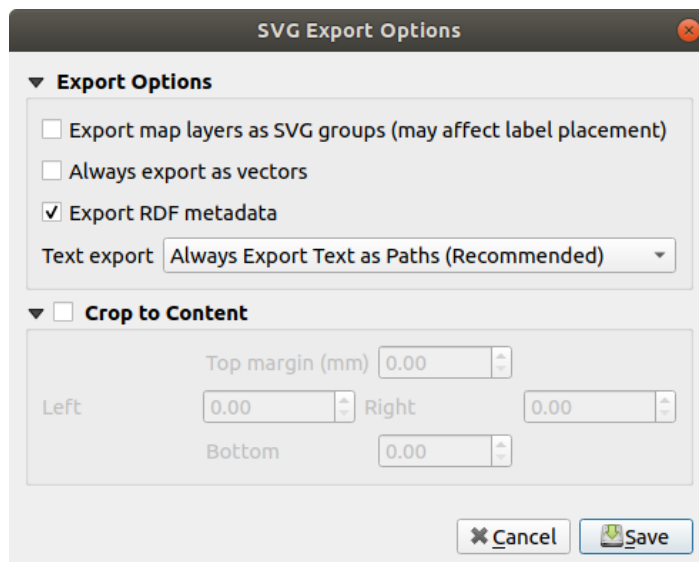 SVG Export Options
Export Options
Export map layers as SVG groups (may affect label placement)
Always export as vectors
Export RDF metadata
Text export Always Export Text as Paths (Recommended)
Crop to Content
Top margin (mm) 0.00
Left 0.00 Right 0.00
Bottom 0.00
Cancel Save